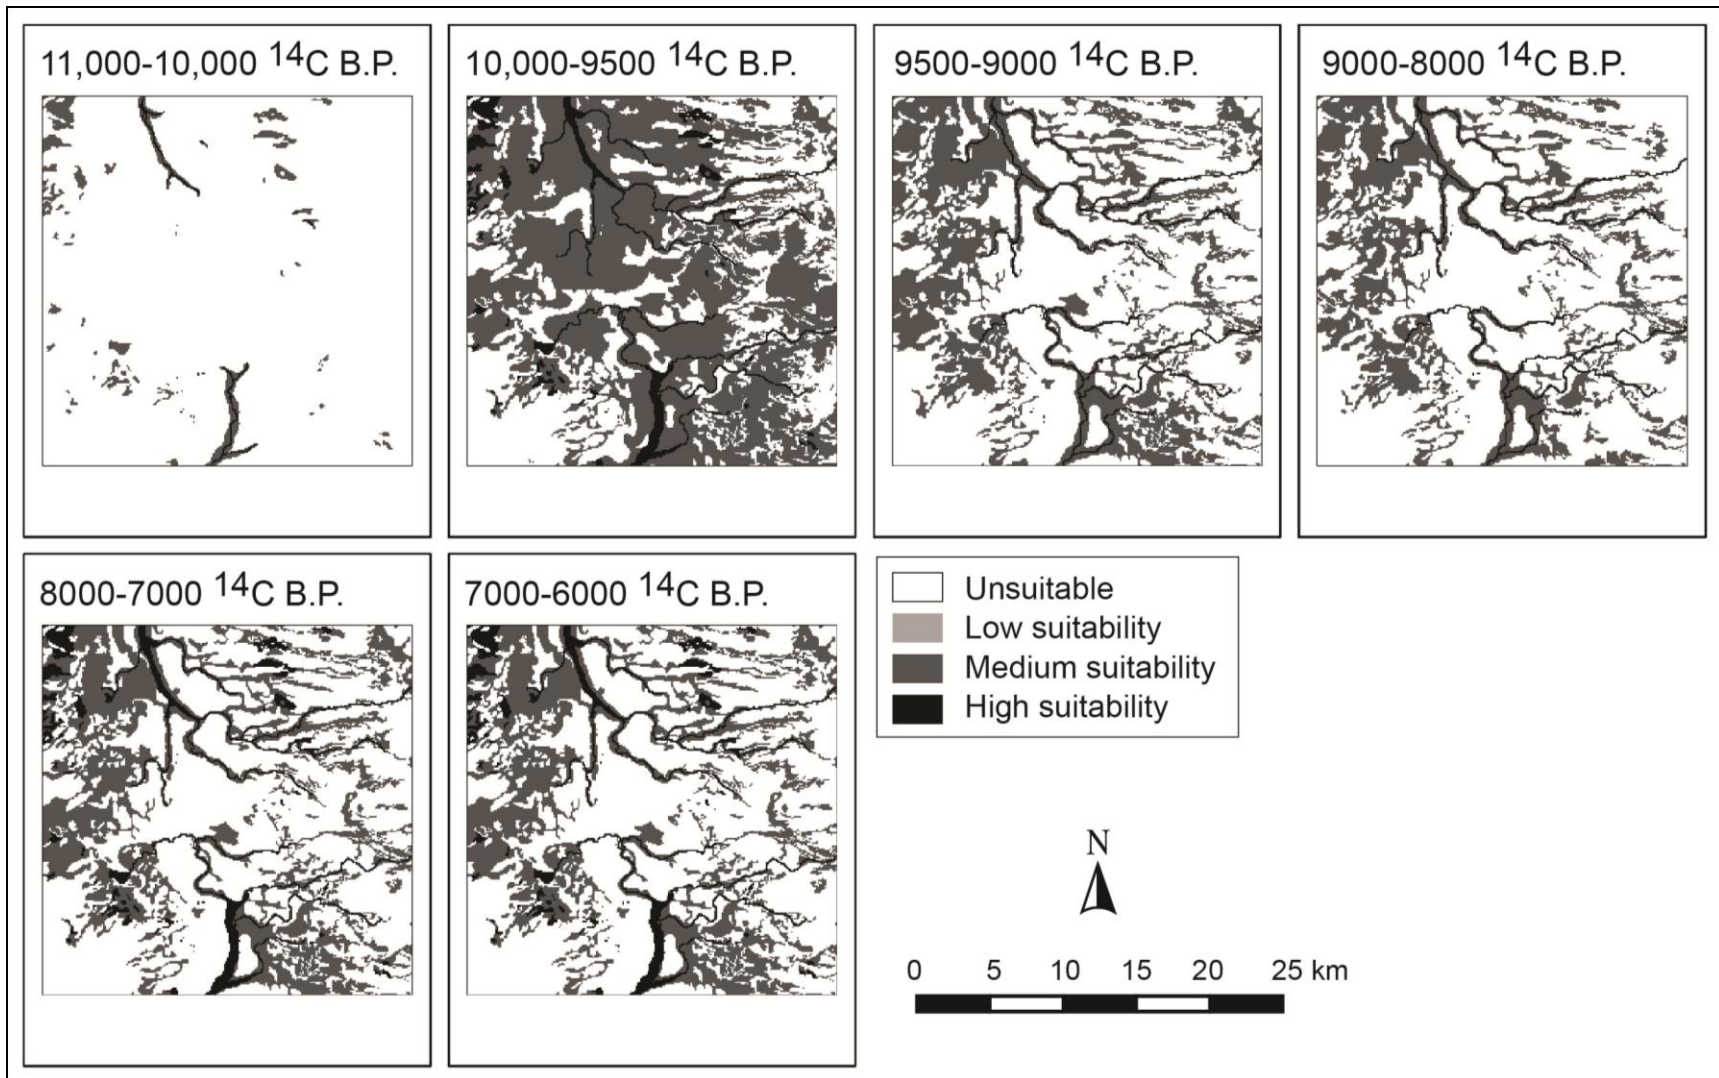 11,000-10,000 ¹⁴C B.P.
10,000-9500 ¹⁴C B.P.
9500-9000 ¹⁴C B.P.
9000-8000 ¹⁴C B.P.
8000-7000 ¹⁴C B.P.
7000-6000 ¹⁴C B.P.
Unsuitable
Low suitability
Medium suitability
High suitability
N
0 5 10 15 20 25 km